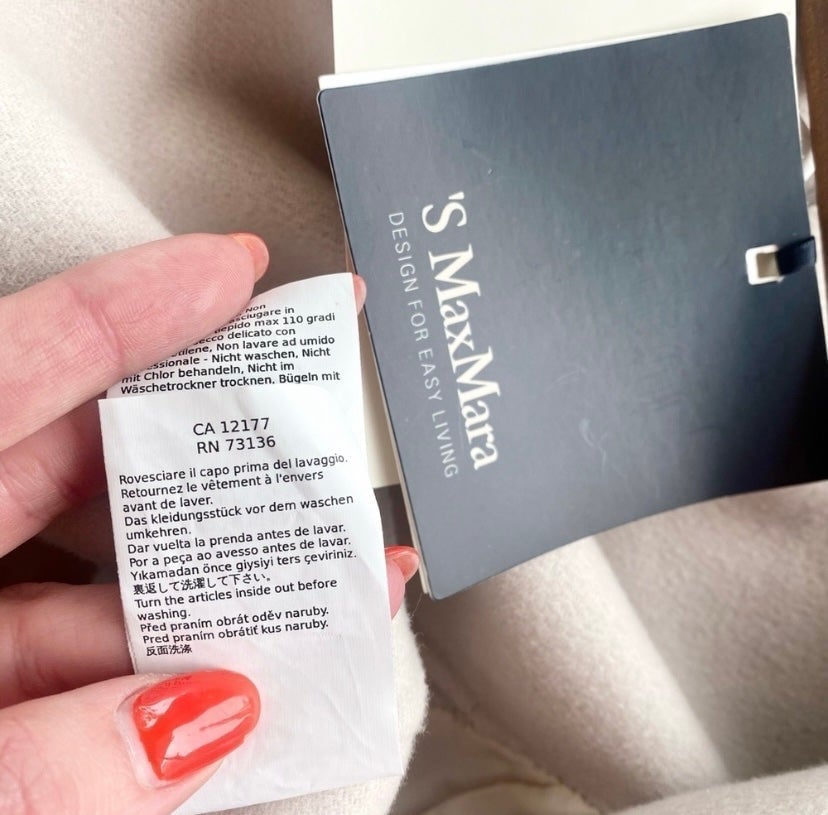 Non
asciugare in
tiepido max 110 gradi
secco delicato con
Non lavare ad umido
- Nicht waschen, Nicht
mit Chlor behandeln, Nicht im
Wäschetrockner trocknen, Bügeln mit
CA 12177
RN 73136
Rovesciare il capo prima del lavaggio.
Retournez le vêtement à l'envers
avant de laver.
Das kleidungsstück vor dem waschen
umkehren.
Dar vuelta la prenda antes de lavar.
Por a peça ao avesso antes de lavar.
Yıkamadan önce giysiyi ters çeviriniz.
裏返して洗濯して下さい。
Turn the articles inside out before
washing.
Před praním obrát oděv naruby.
Pred praním obrátiť kus naruby.
反面洗涤
'S MaxMara
DESIGN FOR EASY LIVING